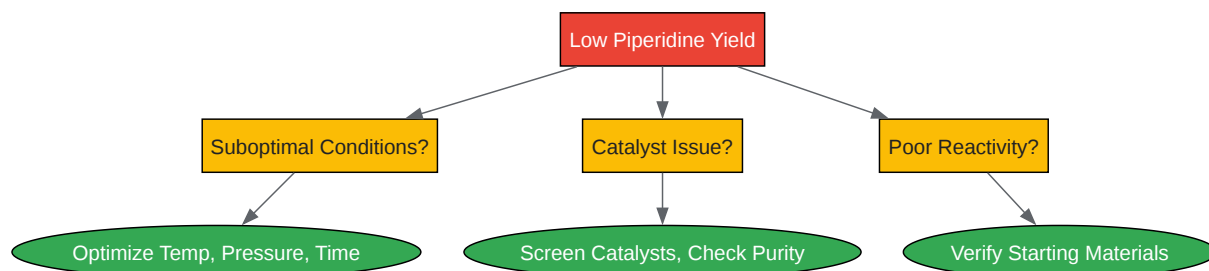 Low Piperidine Yield
Suboptimal Conditions?
Catalyst Issue?
Poor Reactivity?
Optimize Temp, Pressure, Time
Screen Catalysts, Check Purity
Verify Starting Materials